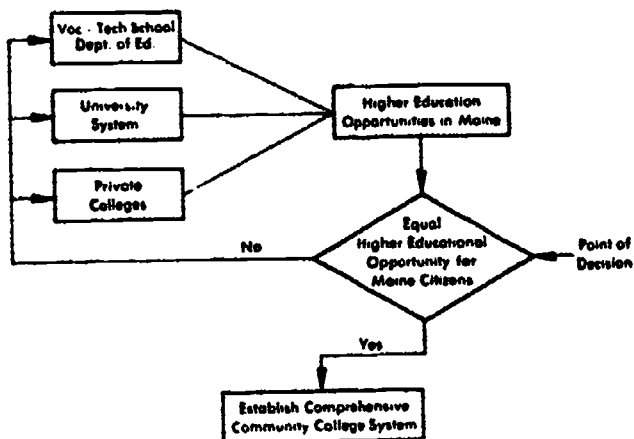 Voc - Tech School
Dept. of Ed.
University
System
Private
Colleges
Higher Education
Opportunities in Maine
Equal
Higher Educational
Opportunity for
Maine Citizens
Point of
Decision
No
Yes
Establish Comprehensive
Community College System